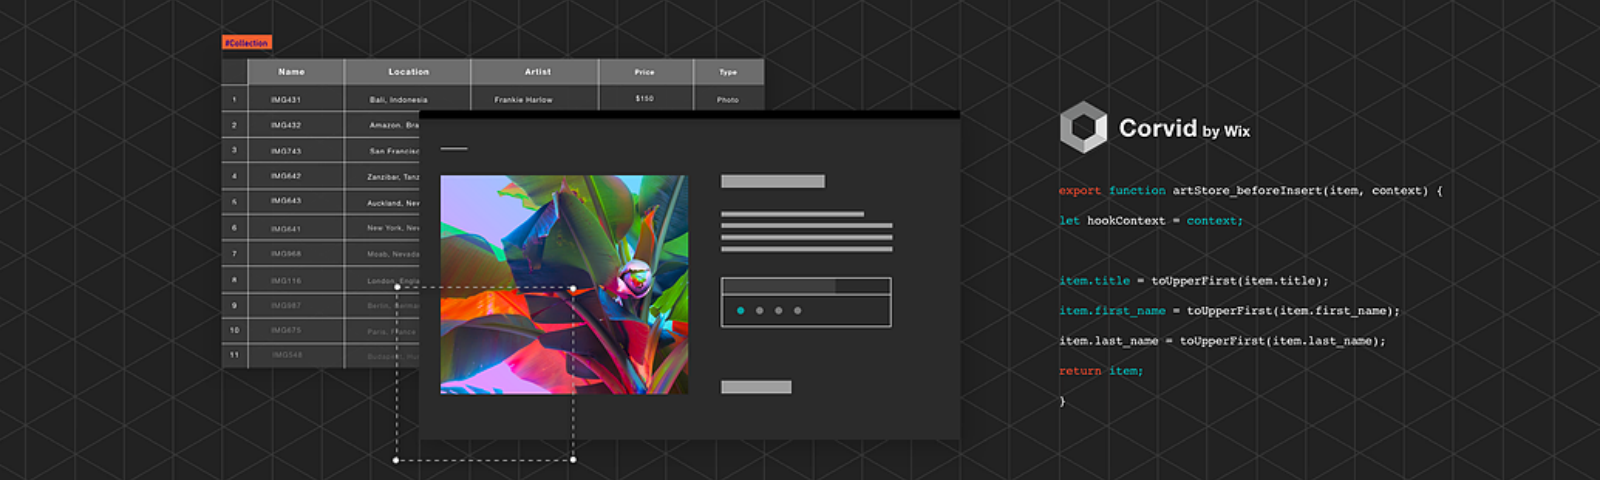 #Collection
Name Location Artist Price Type
1 IMG431 Bali, Indonesia Frankie Harlow $150 Photo
2 IMG432 Amazon, Bra
3 IMG743 San Francisc
4 IMG642 Zanzibar, Tanz
5 IMG643 Auckland, New
6 IMG641 New York, Nev
7 IMG968 Moab, Nevada
8 IMG116 London, Engla
9 IMG887 Berlin, German
10 IMG675 Paris, France
11 IMG548 Budapest, Hun
Corvid by Wix
export function artStore_beforeInsert(item, context) {
let hookContext = context;
item.title = toUpperFirst(item.title);
item.first_name = toUpperFirst(item.first_name);
item.last_name = toUpperFirst(item.last_name);
return item;
}